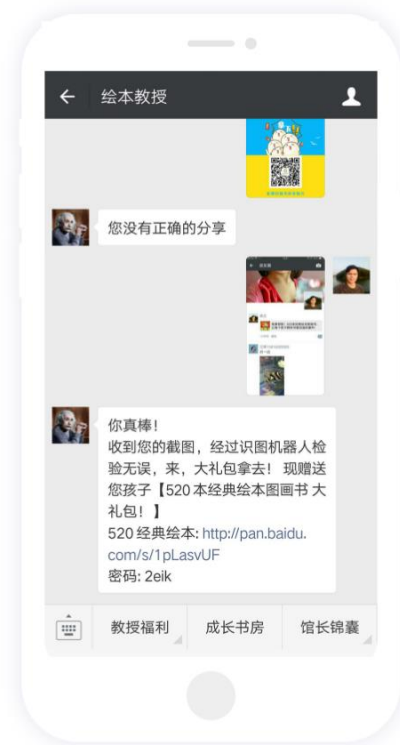 绘本教授
您没有正确的分享
你真棒！
收到您的截图，经过识图机器人检
验无误，来，大礼包拿去！ 现赠送
您孩子【520 本经典绘本图画书 大
礼包！】
520 经典绘本: http://pan.baidu.
com/s/1pLasvUF
密码: 2eik
教授福利
成长书房
馆长锦囊